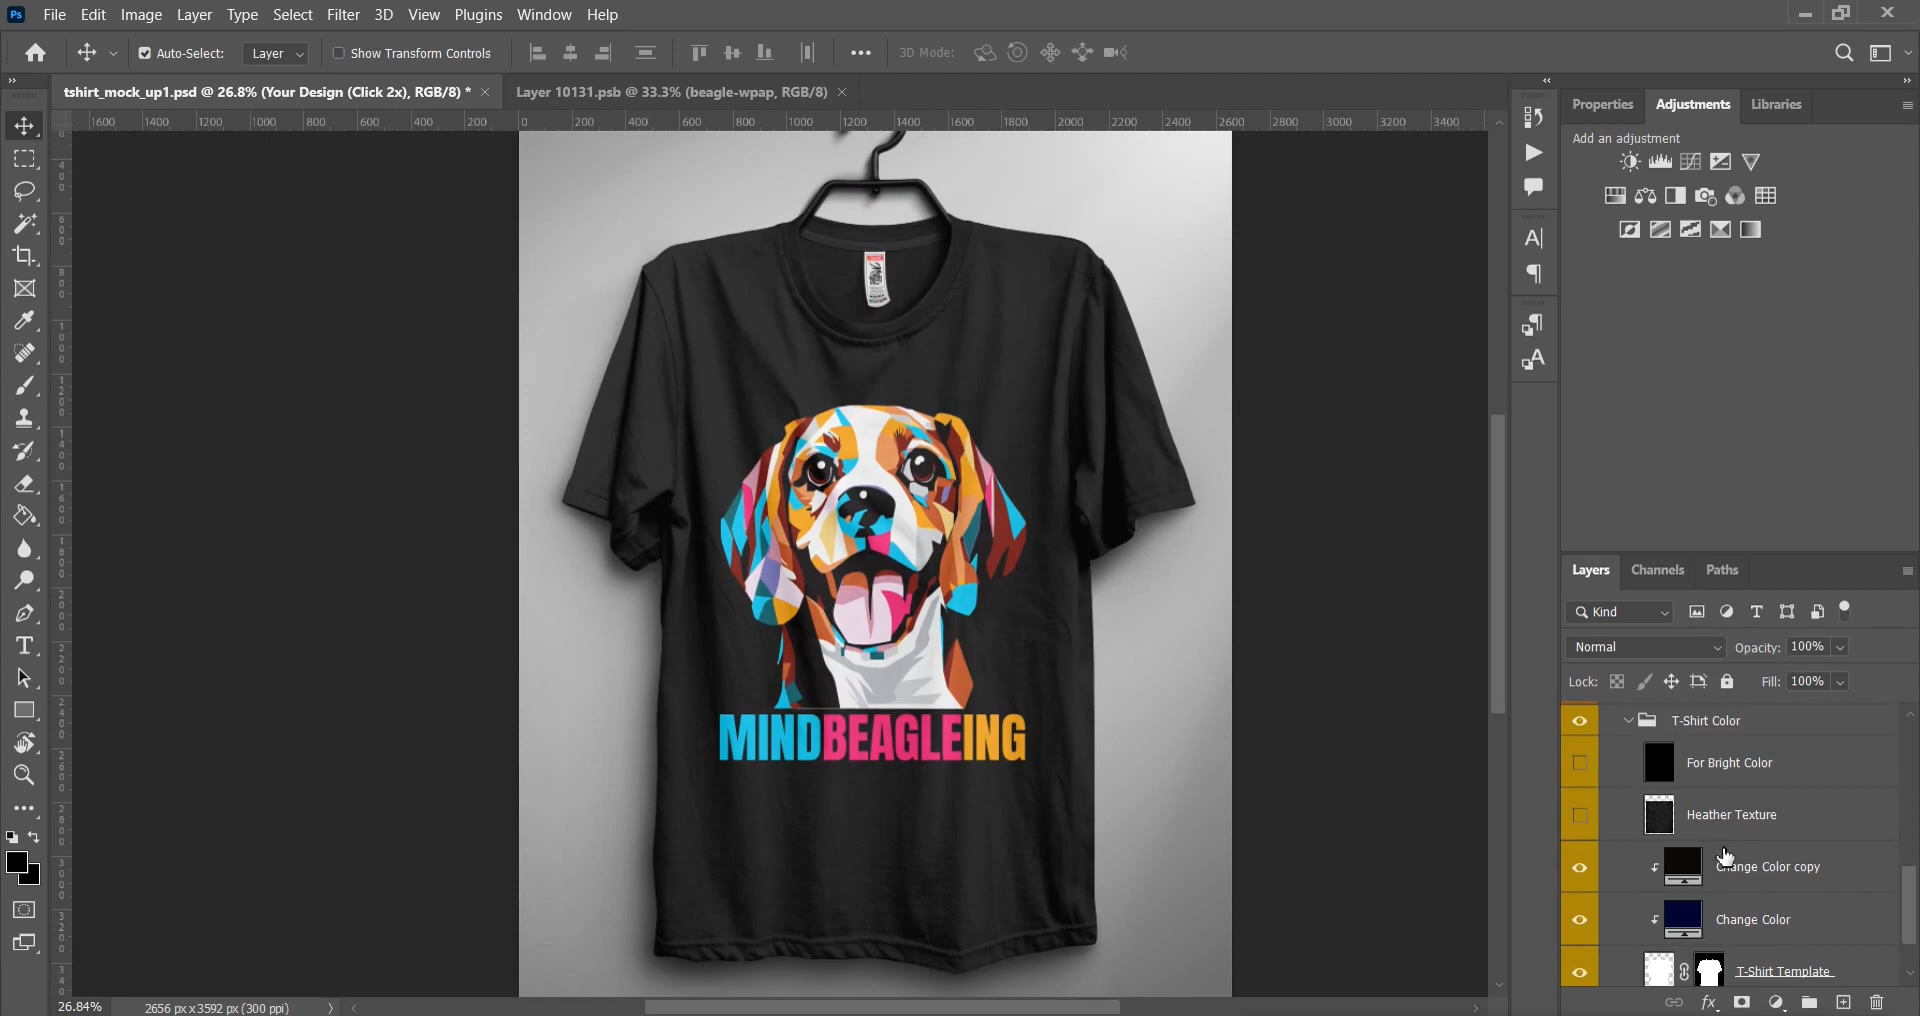 Ps File Edit Image Layer Type Select Filter 3D View Plugins Window Help
Auto-Select: Layer Show Transform Controls 3D Mode:
tshirt_mock_up1.psd @ 26.8% (Your Design (Click 2x), RGB/8) * Layer 10131.psb @ 33.3% (beagle-wpap, RGB/8)
1600 1400 1200 1000 800 600 400 200 0 200 400 600 800 1000 1200 1400 1600 1800 2000 2200 2400 2600 2800 3000 3200 3400
Properties Adjustments Libraries
Add an adjustment
MINDBEAGLEING
Layers Channels Paths
Kind
Normal Opacity: 100%
Lock: Fill: 100%
T-Shirt Color
For Bright Color
Heather Texture
Change Color copy
Change Color
T-Shirt Template
26.84% 2656 px x 3592 px (300 ppi)